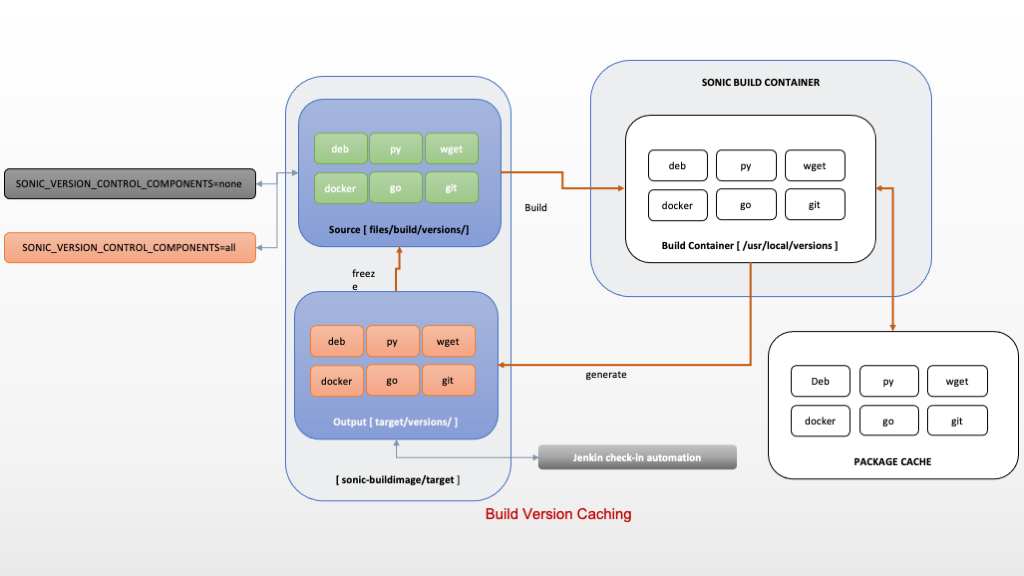 SONIC BUILD CONTAINER
deb py wget
docker go git
Source [ files/build/versions/]
SONIC_VERSION_CONTROL_COMPONENTS=none
SONIC_VERSION_CONTROL_COMPONENTS=all
Build
deb py wget
docker go git
Build Container [ /usr/local/versions ]
freez
e
deb py wget
docker go git
Output [ target/versions/ ]
generate
Jenkin check-in automation
[ sonic-buildimage/target ]
Deb py wget
docker go git
PACKAGE CACHE
Build Version Caching